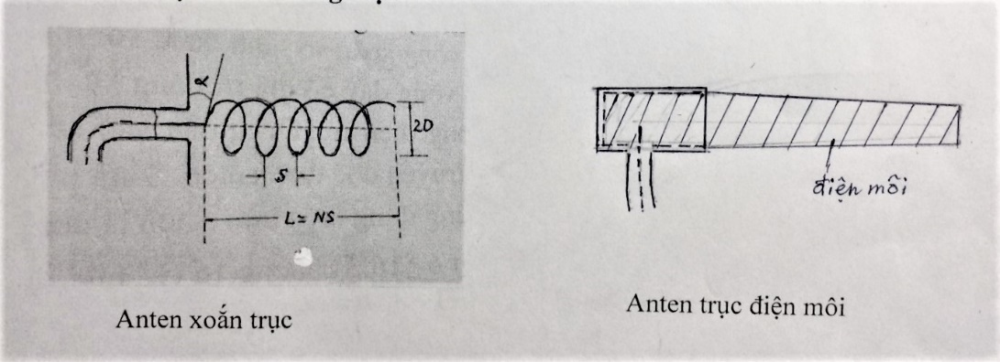 α
2D
S
L≃ NS
Anten xoắn trục
điện môi
Anten trục điện môi